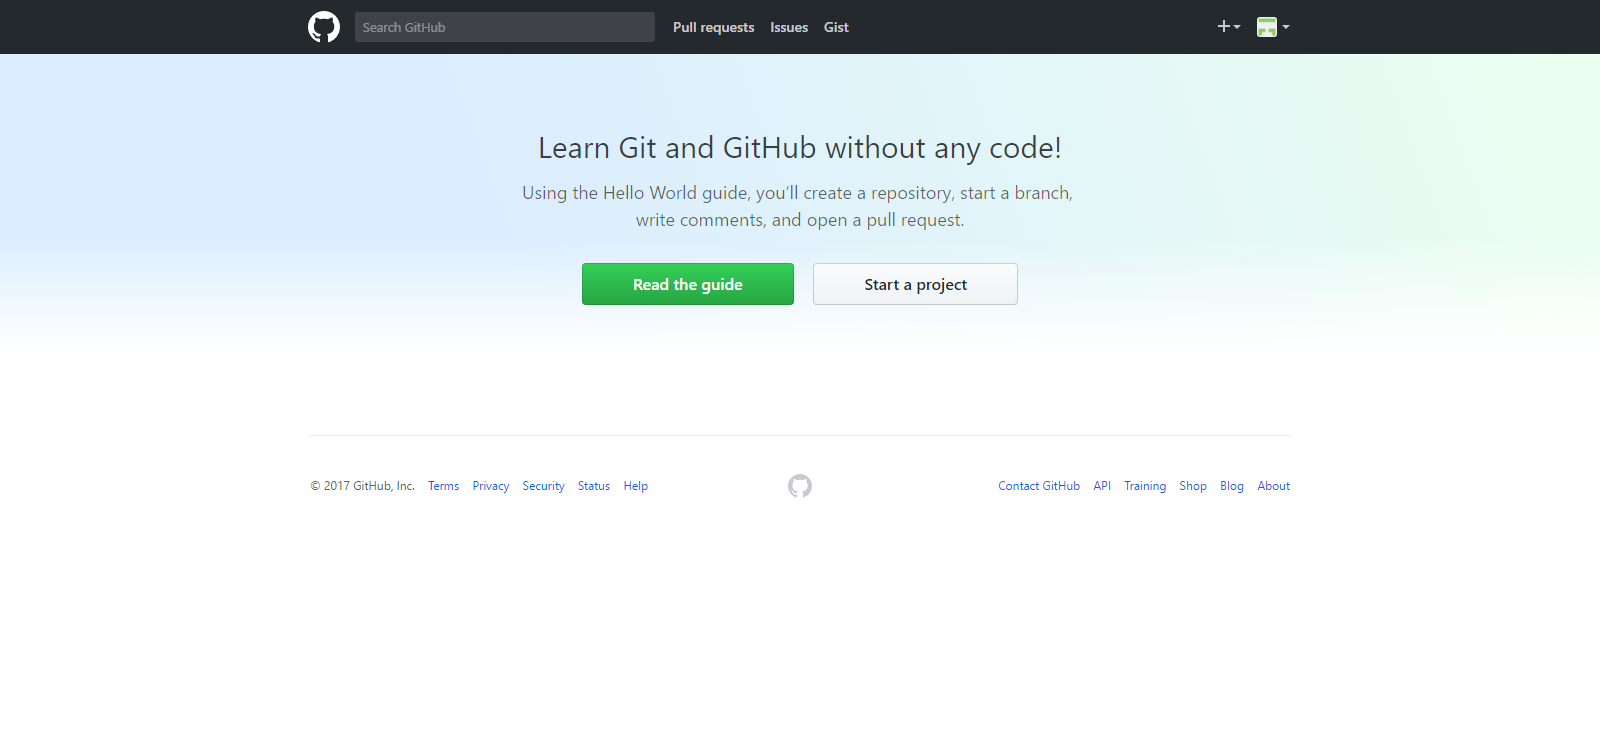 Search GitHub Pull requests Issues Gist
Learn Git and GitHub without any code!
Using the Hello World guide, you’ll create a repository, start a branch,
write comments, and open a pull request.
Read the guide Start a project
© 2017 GitHub, Inc. Terms Privacy Security Status Help Contact GitHub API Training Shop Blog About